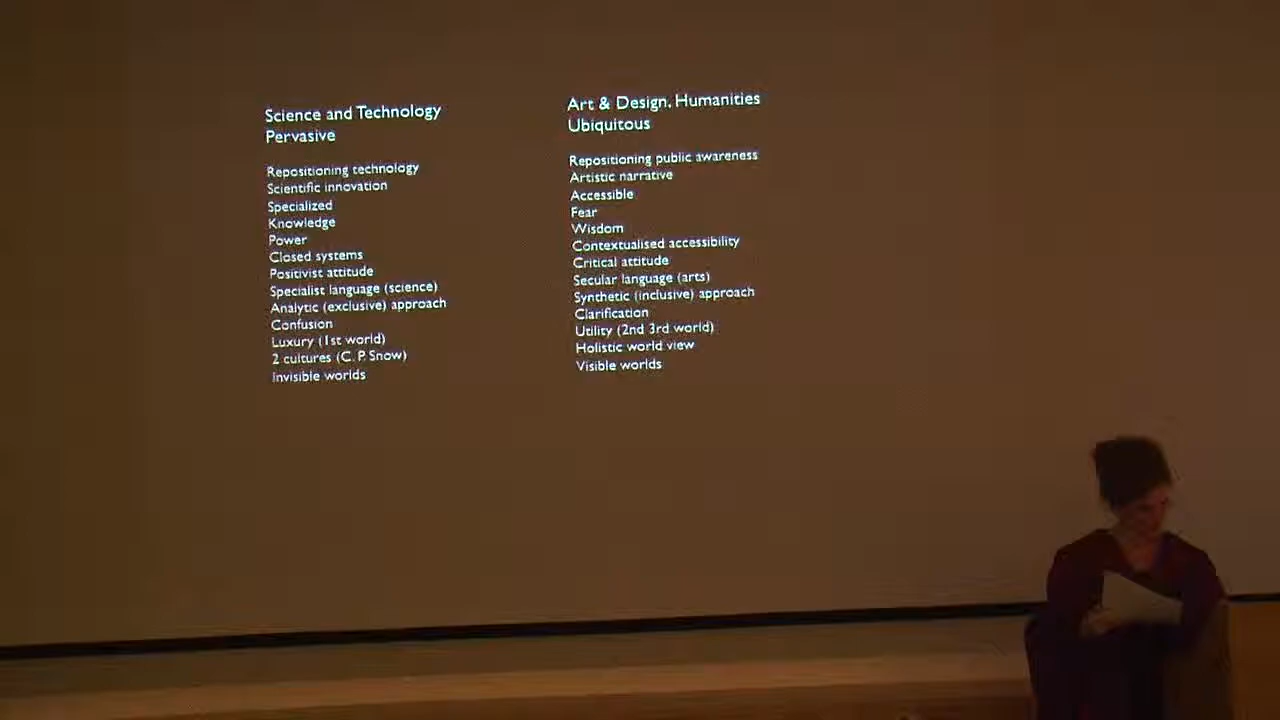 Science and Technology
Pervasive
Repositioning technology
Scientific innovation
Specialized
Knowledge
Power
Closed systems
Positivist attitude
Specialist language (science)
Analytic (exclusive) approach
Confusion
Luxury (1st world)
2 cultures (C. P. Snow)
Invisible worlds
Art & Design. Humanities
Ubiquitous
Repositioning public awareness
Artistic narrative
Accessible
Fear
Wisdom
Contextualised accessibility
Critical attitude
Secular language (arts)
Synthetic (inclusive) approach
Clarification
Utility (2nd 3rd world)
Holistic world view
Visible worlds